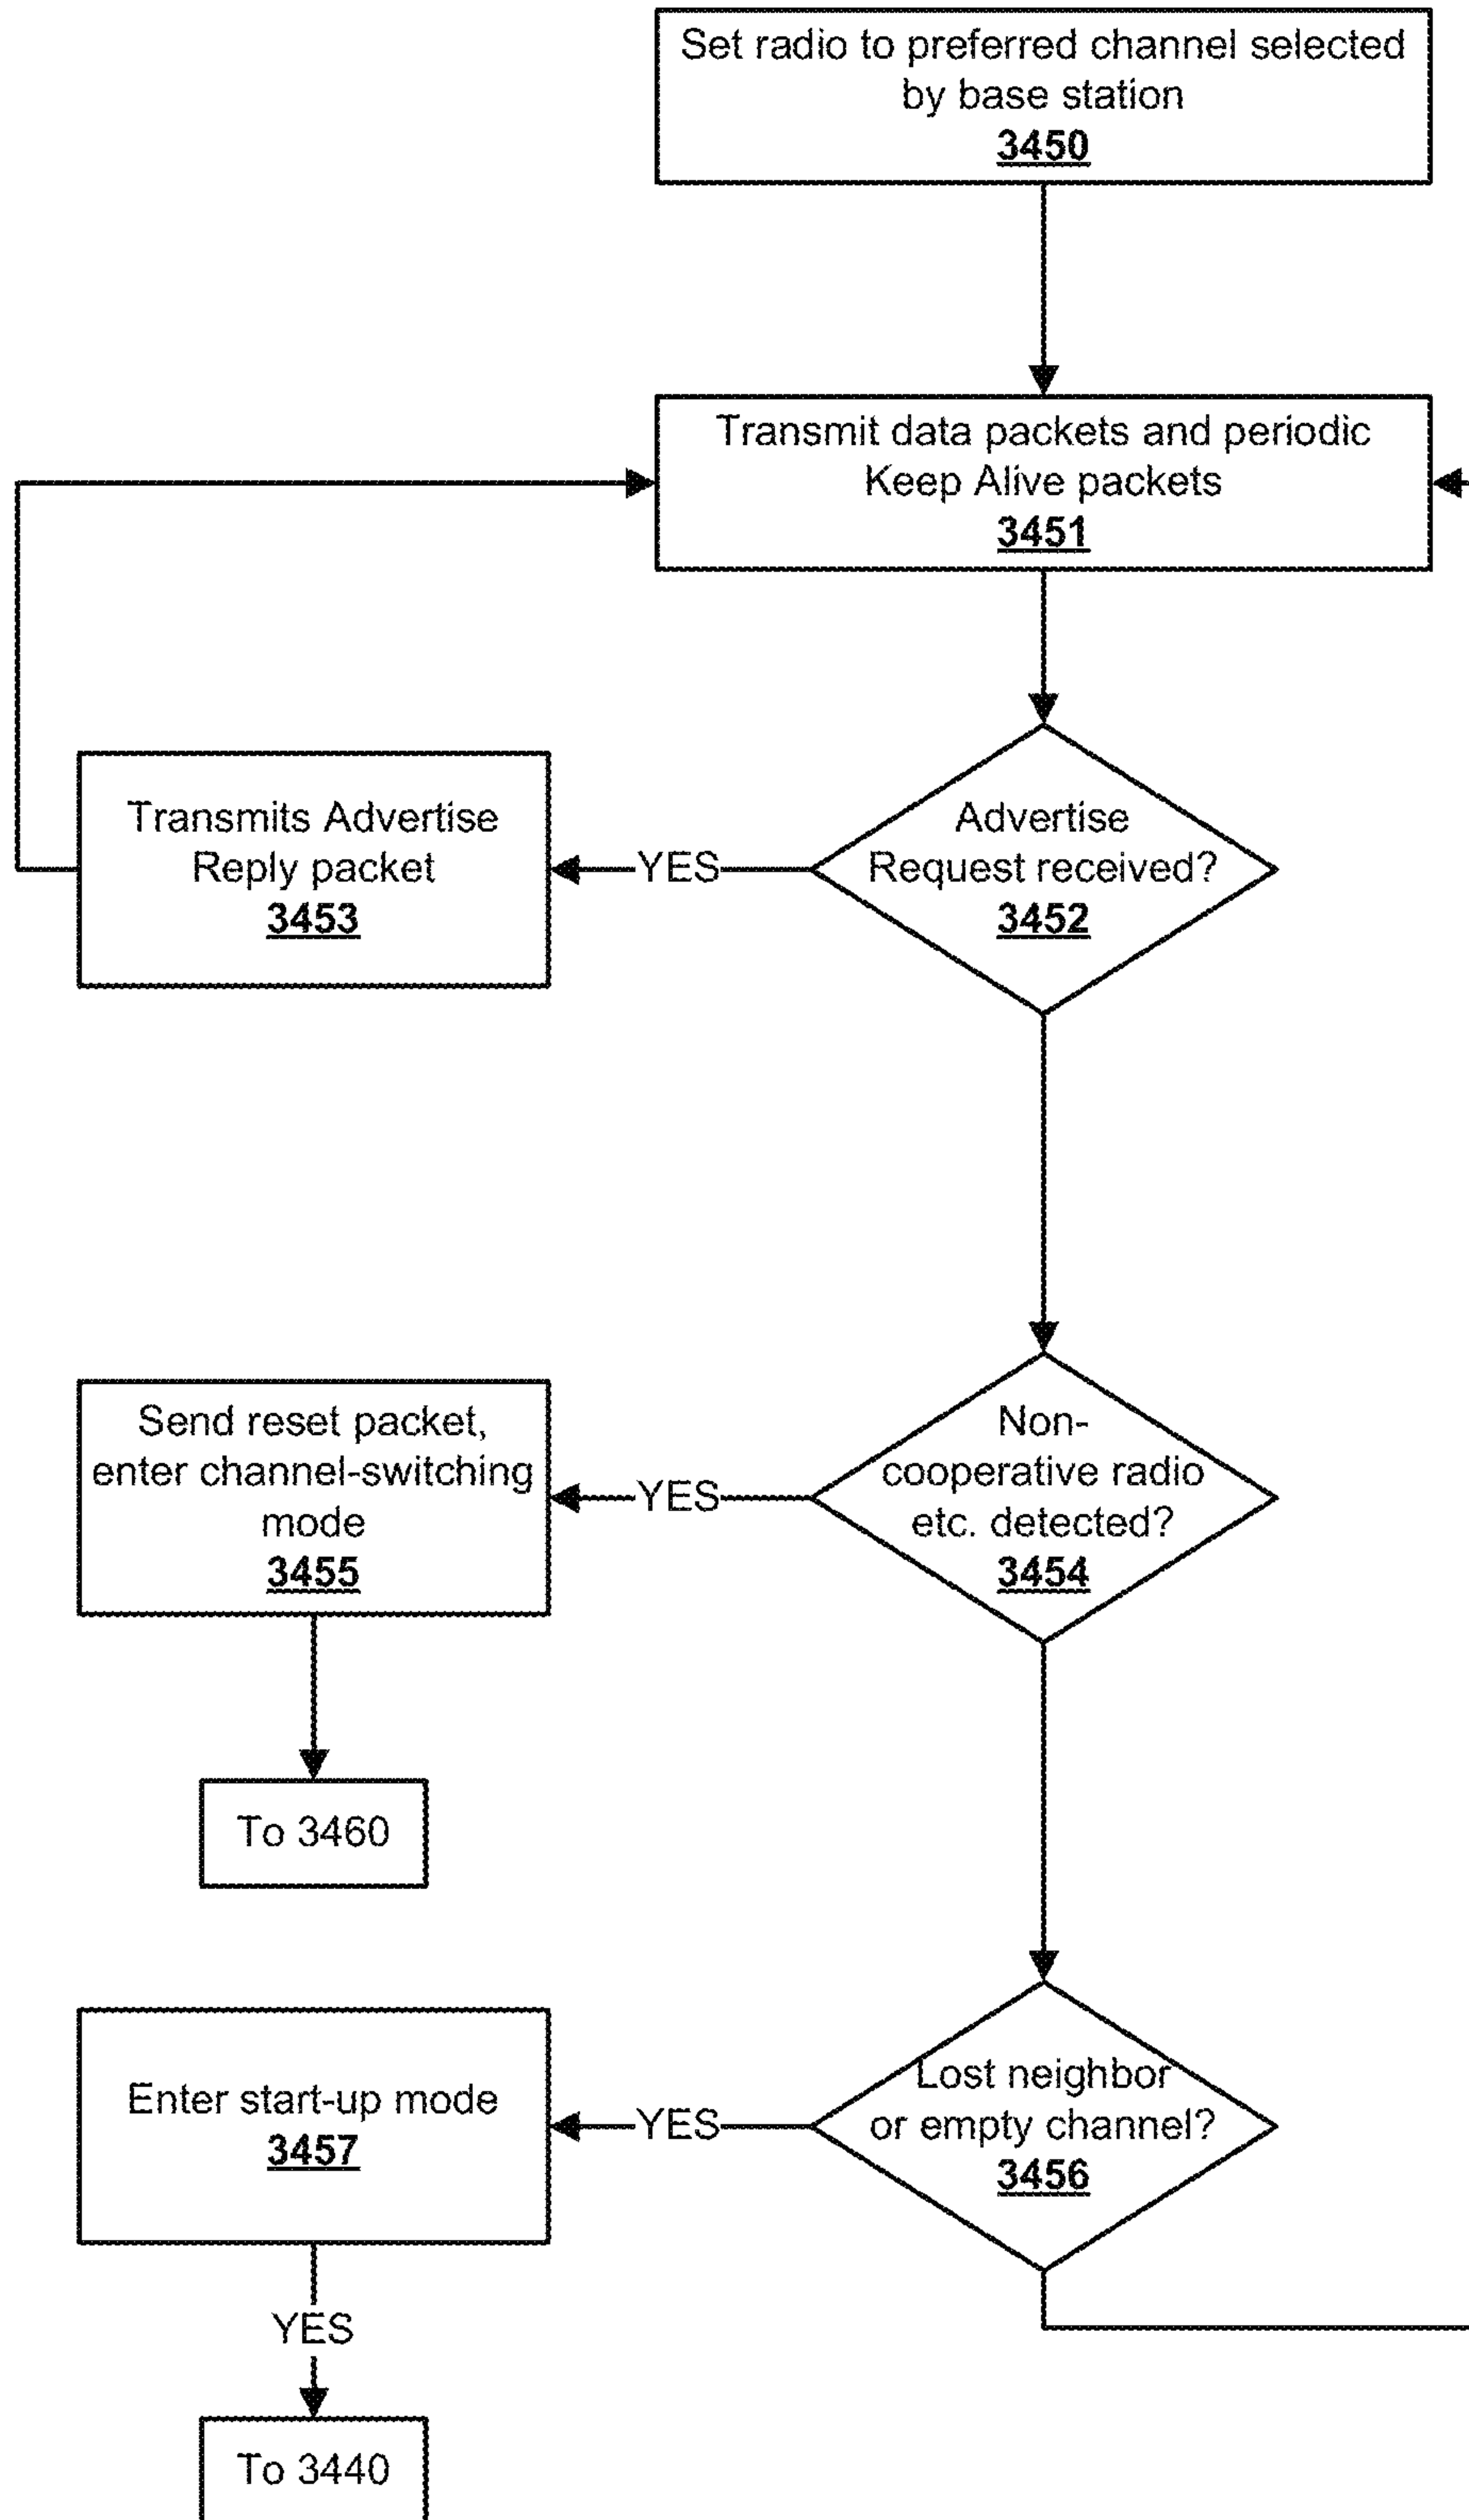 Set radio to preferred channel selected
by base station
3450
Transmit data packets and periodic
Keep Alive packets
3451
Advertise
Request received?
3452
YES
Transmits Advertise
Reply packet
3453
Non-
cooperative radio
etc. detected?
3454
YES
Send reset packet,
enter channel-switching
mode
3455
To 3460
Lost neighbor
or empty channel?
3456
YES
Enter start-up mode
3457
YES
To 3440